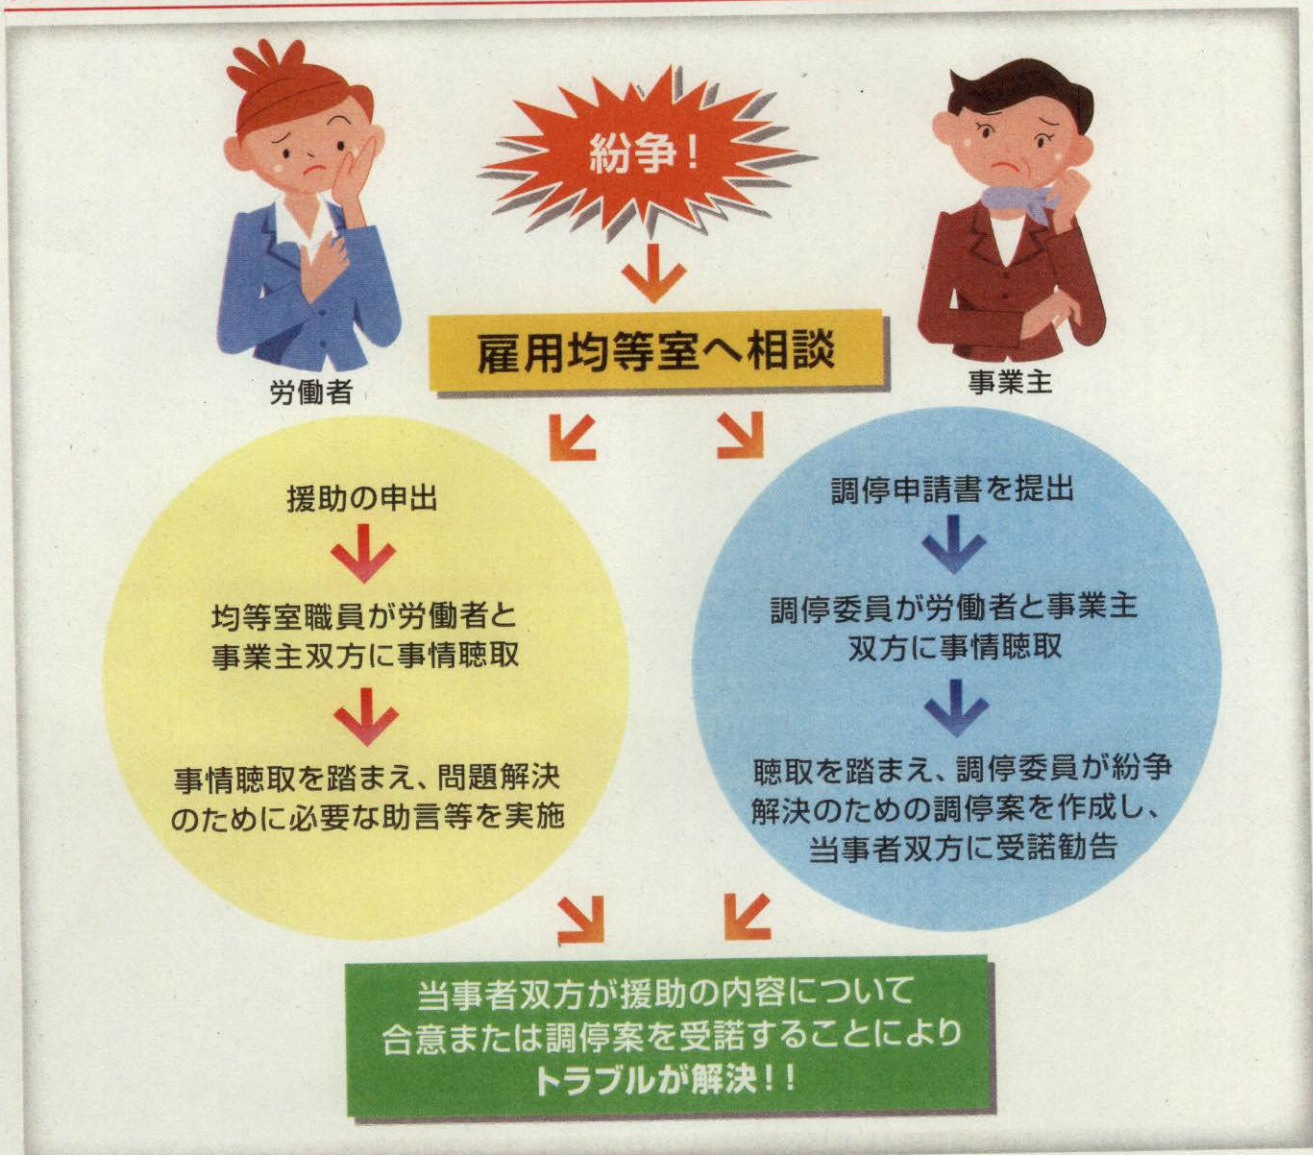 紛争！
雇用均等室へ相談
労働者
事業主
援助の申出
均等室職員が労働者と
事業主双方に事情聴取
事情聴取を踏まえ、問題解決
のために必要な助言等を実施
調停申請書を提出
調停委員が労働者と事業主
双方に事情聴取
聴取を踏まえ、調停委員が紛争
解決のための調停案を作成し、
当事者双方に受諾勧告
当事者双方が援助の内容について
合意または調停案を受諾することにより
トラブルが解決！！